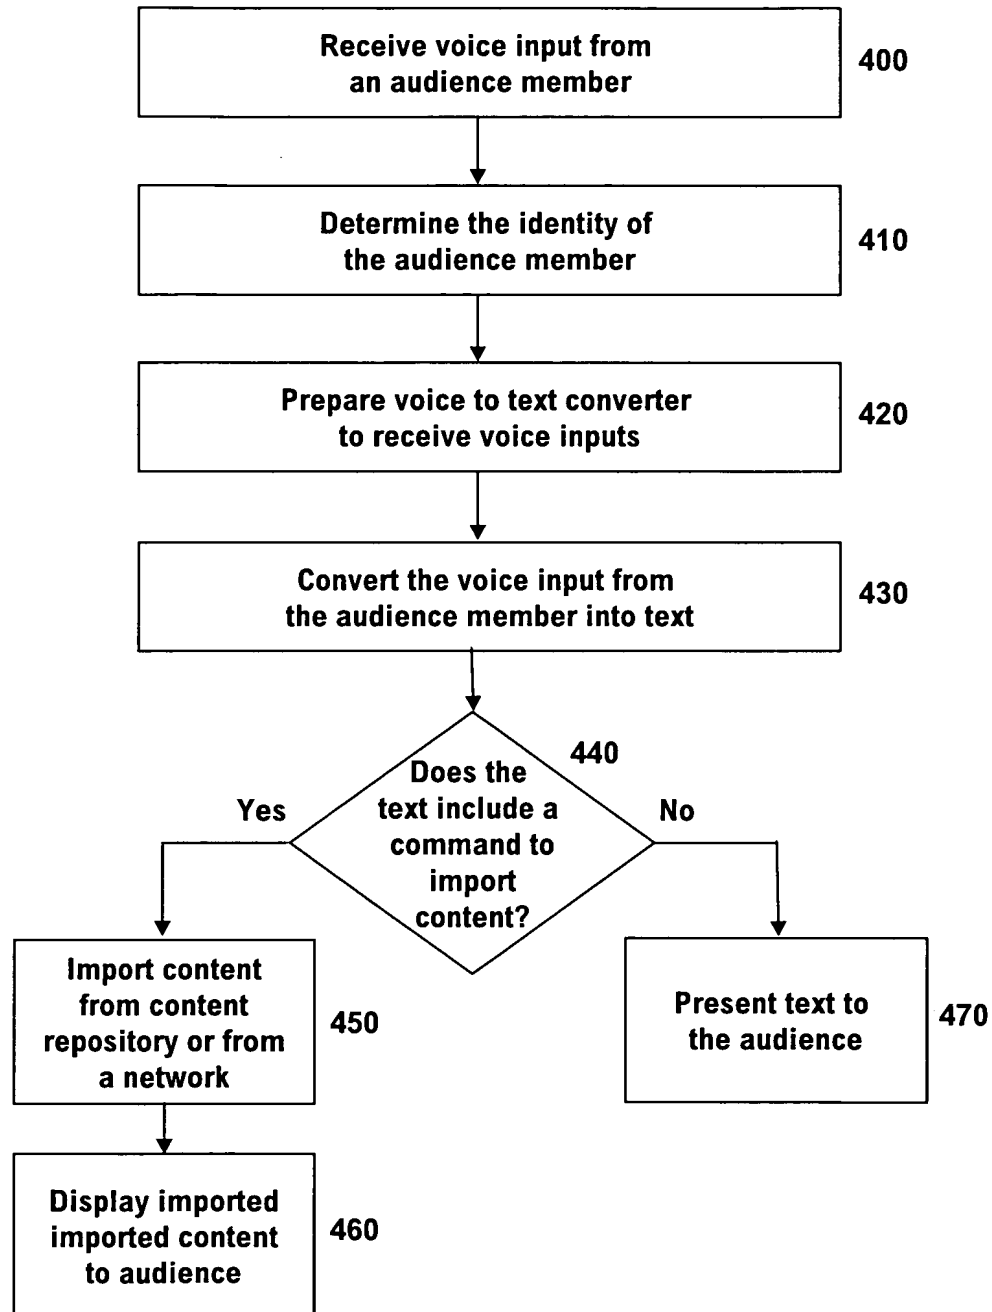 Receive voice input from
an audience member
400
Determine the identity of
the audience member
410
Prepare voice to text converter
to receive voice inputs
420
Convert the voice input from
the audience member into text
430
440
Does the
text include a
command to
import
content?
Yes
No
Import content
from content
repository or from
a network
450
Present text to
the audience
470
Display imported
imported content
to audience
460